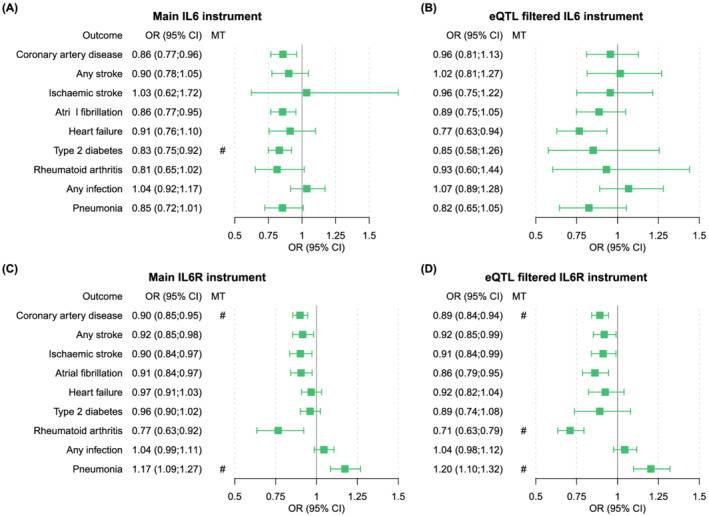 (A)
Main IL6 instrument
Outcome OR (95% CI) MT
Coronary artery disease 0.86 (0.77;0.96)
Any stroke 0.90 (0.78;1.05)
Ischaemic stroke 1.03 (0.62;1.72)
Atri l fibrillation 0.86 (0.77;0.95)
Heart failure 0.91 (0.76;1.10)
Type 2 diabetes 0.83 (0.75;0.92) #
Rheumatoid arthritis 0.81 (0.65;1.02)
Any infection 1.04 (0.92;1.17)
Pneumonia 0.85 (0.72;1.01)
0.5 0.75 1 1.25 1.5
OR (95% CI)
(B)
eQTL filtered IL6 instrument
OR (95% CI) MT
0.96 (0.81;1.13)
1.02 (0.81;1.27)
0.96 (0.75;1.22)
0.89 (0.75;1.05)
0.77 (0.63;0.94)
0.85 (0.58;1.26)
0.93 (0.60;1.44)
1.07 (0.89;1.28)
0.82 (0.65;1.05)
0.5 0.75 1 1.25 1.5
OR (95% CI)
(C)
Main IL6R instrument
Outcome OR (95% CI) MT
Coronary artery disease 0.90 (0.85;0.95) #
Any stroke 0.92 (0.85;0.98)
Ischaemic stroke 0.90 (0.84;0.97)
Atrial fibrillation 0.91 (0.84;0.97)
Heart failure 0.97 (0.91;1.03)
Type 2 diabetes 0.96 (0.90;1.02)
Rheumatoid arthritis 0.77 (0.63;0.92)
Any infection 1.04 (0.99;1.11)
Pneumonia 1.17 (1.09;1.27) #
0.5 0.75 1 1.25 1.5
OR (95% CI)
(D)
eQTL filtered IL6R instrument
OR (95% CI) MT
0.89 (0.84;0.94) #
0.92 (0.85;0.99)
0.91 (0.84;0.99)
0.86 (0.79;0.95)
0.92 (0.82;1.04)
0.89 (0.74;1.08)
0.71 (0.63;0.79) #
1.04 (0.98;1.12)
1.20 (1.10;1.32) #
0.5 0.75 1 1.25 1.5
OR (95% CI)